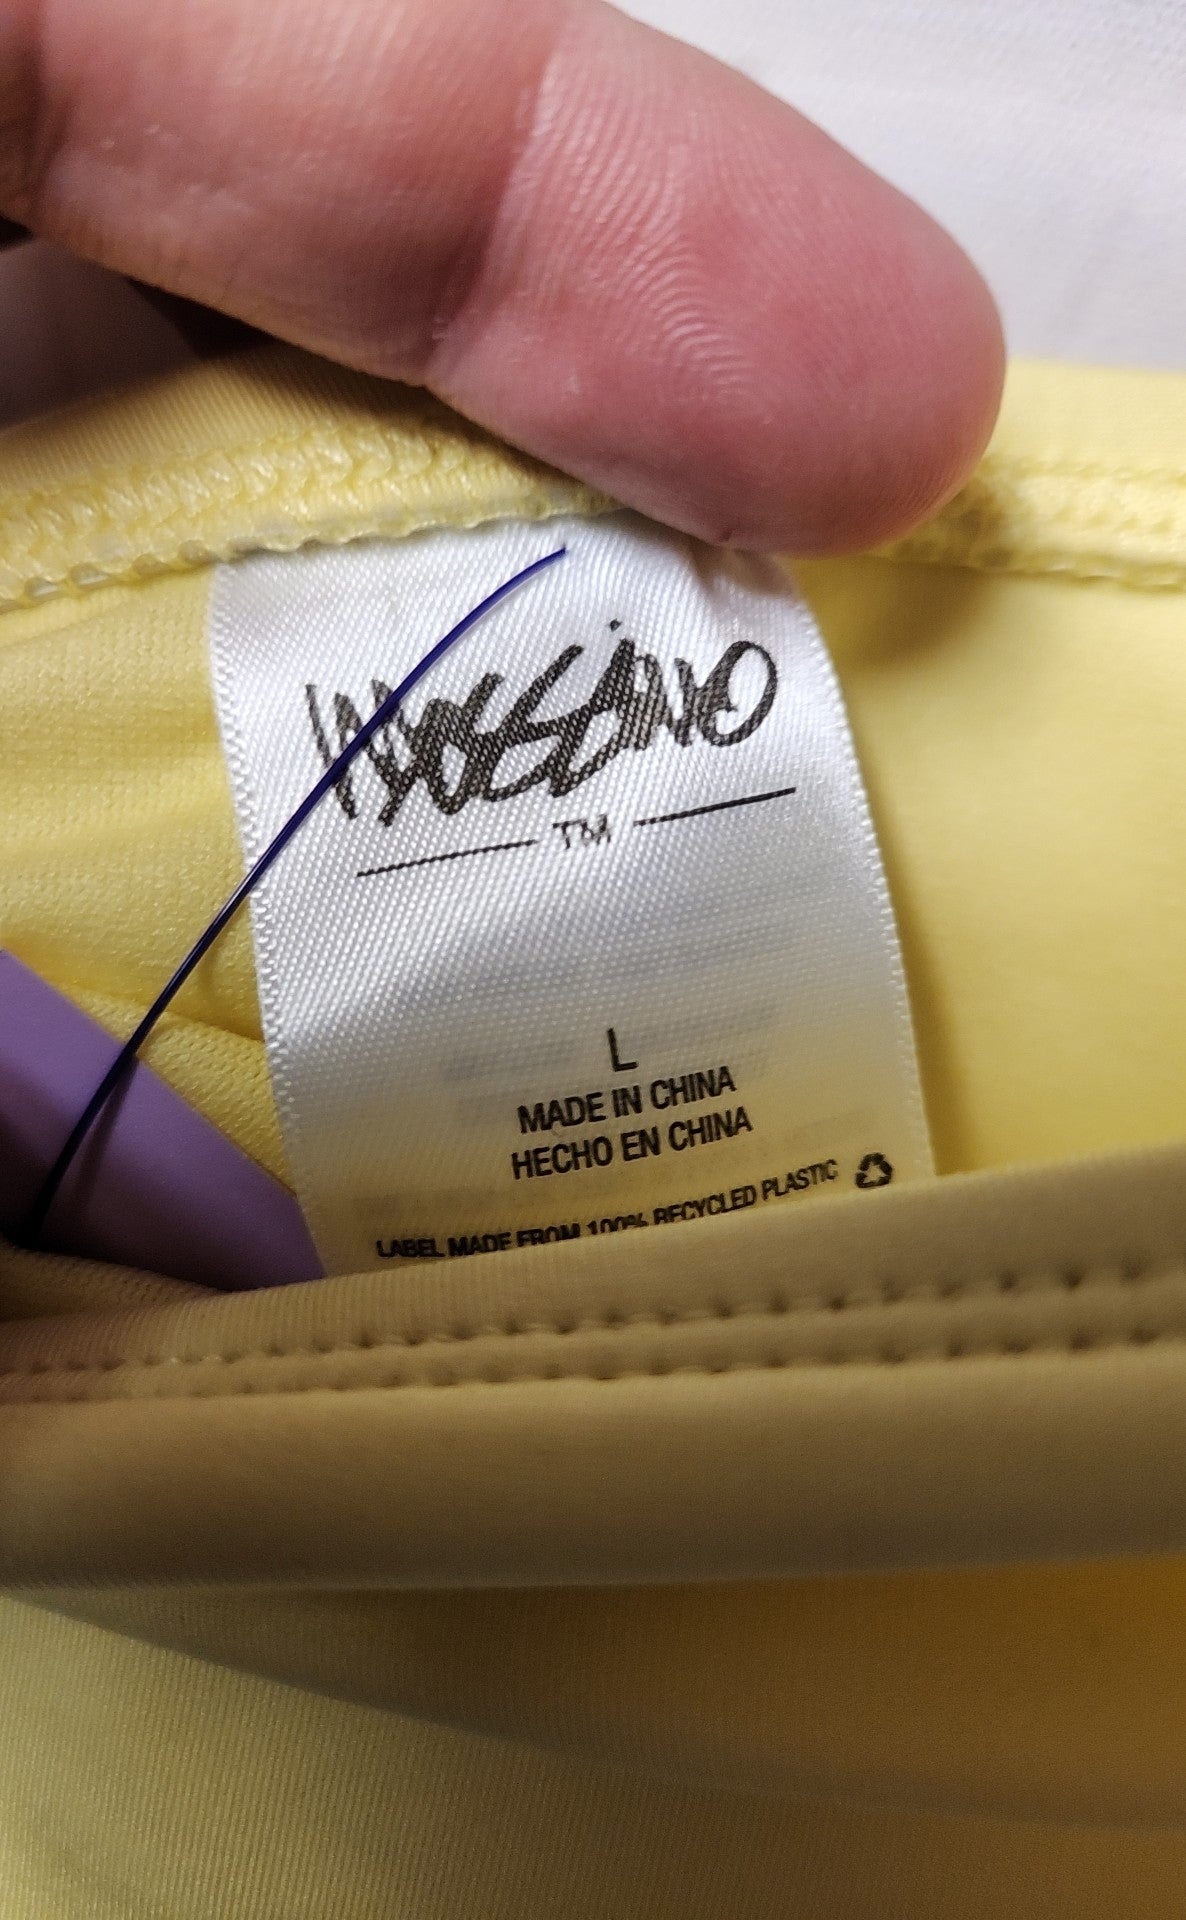 MOSSIMO
TM
L
MADE IN CHINA
HECHO EN CHINA
LABEL MADE FROM 100% RECYCLED PLASTIC